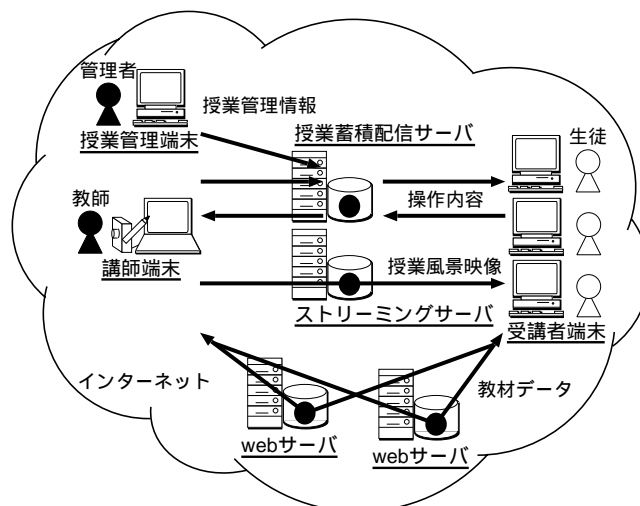 管理者
授業管理情報
授業管理端末
授業蓄積配信サーバ
生徒
教師
操作内容
講師端末
授業風景映像
ストリーミングサーバ
受講者端末
インターネット
教材データ
webサーバ
webサーバ